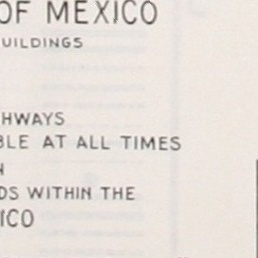 OF MEXICO
UILDINGS
HWAYS
BLE AT ALL TIMES
N
DS WITHIN THE
ICO